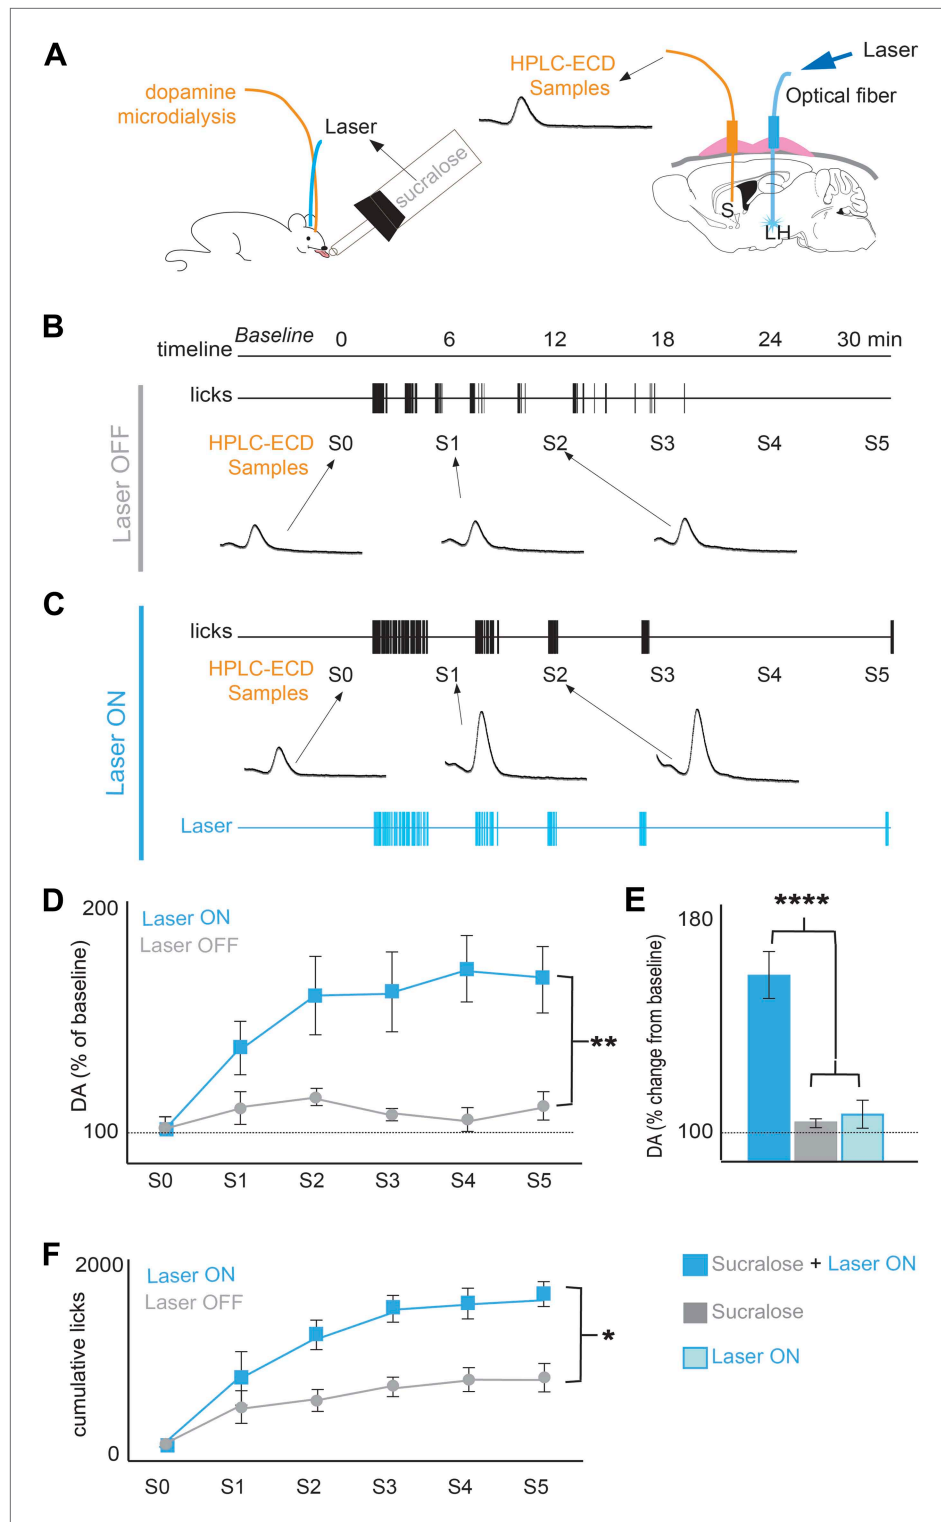 A
dopamine
microdialysis
Laser
sucralose
HPLC-ECD
Samples
Laser
Optical fiber
S
LH
B
timeline Baseline 0 6 12 18 24 30 min
Laser OFF
licks
HPLC-ECD
Samples
S0 S1 S2 S3 S4 S5
C
Laser ON
licks
HPLC-ECD
Samples
S0 S1 S2 S3 S4 S5
Laser
D
200
Laser ON
Laser OFF
DA (% of baseline)
**
100
S0 S1 S2 S3 S4 S5
E
180
****
DA (% change from baseline)
100
F
2000
Laser ON
Laser OFF
cumulative licks
*
0
S0 S1 S2 S3 S4 S5
Sucralose + Laser ON
Sucralose
Laser ON